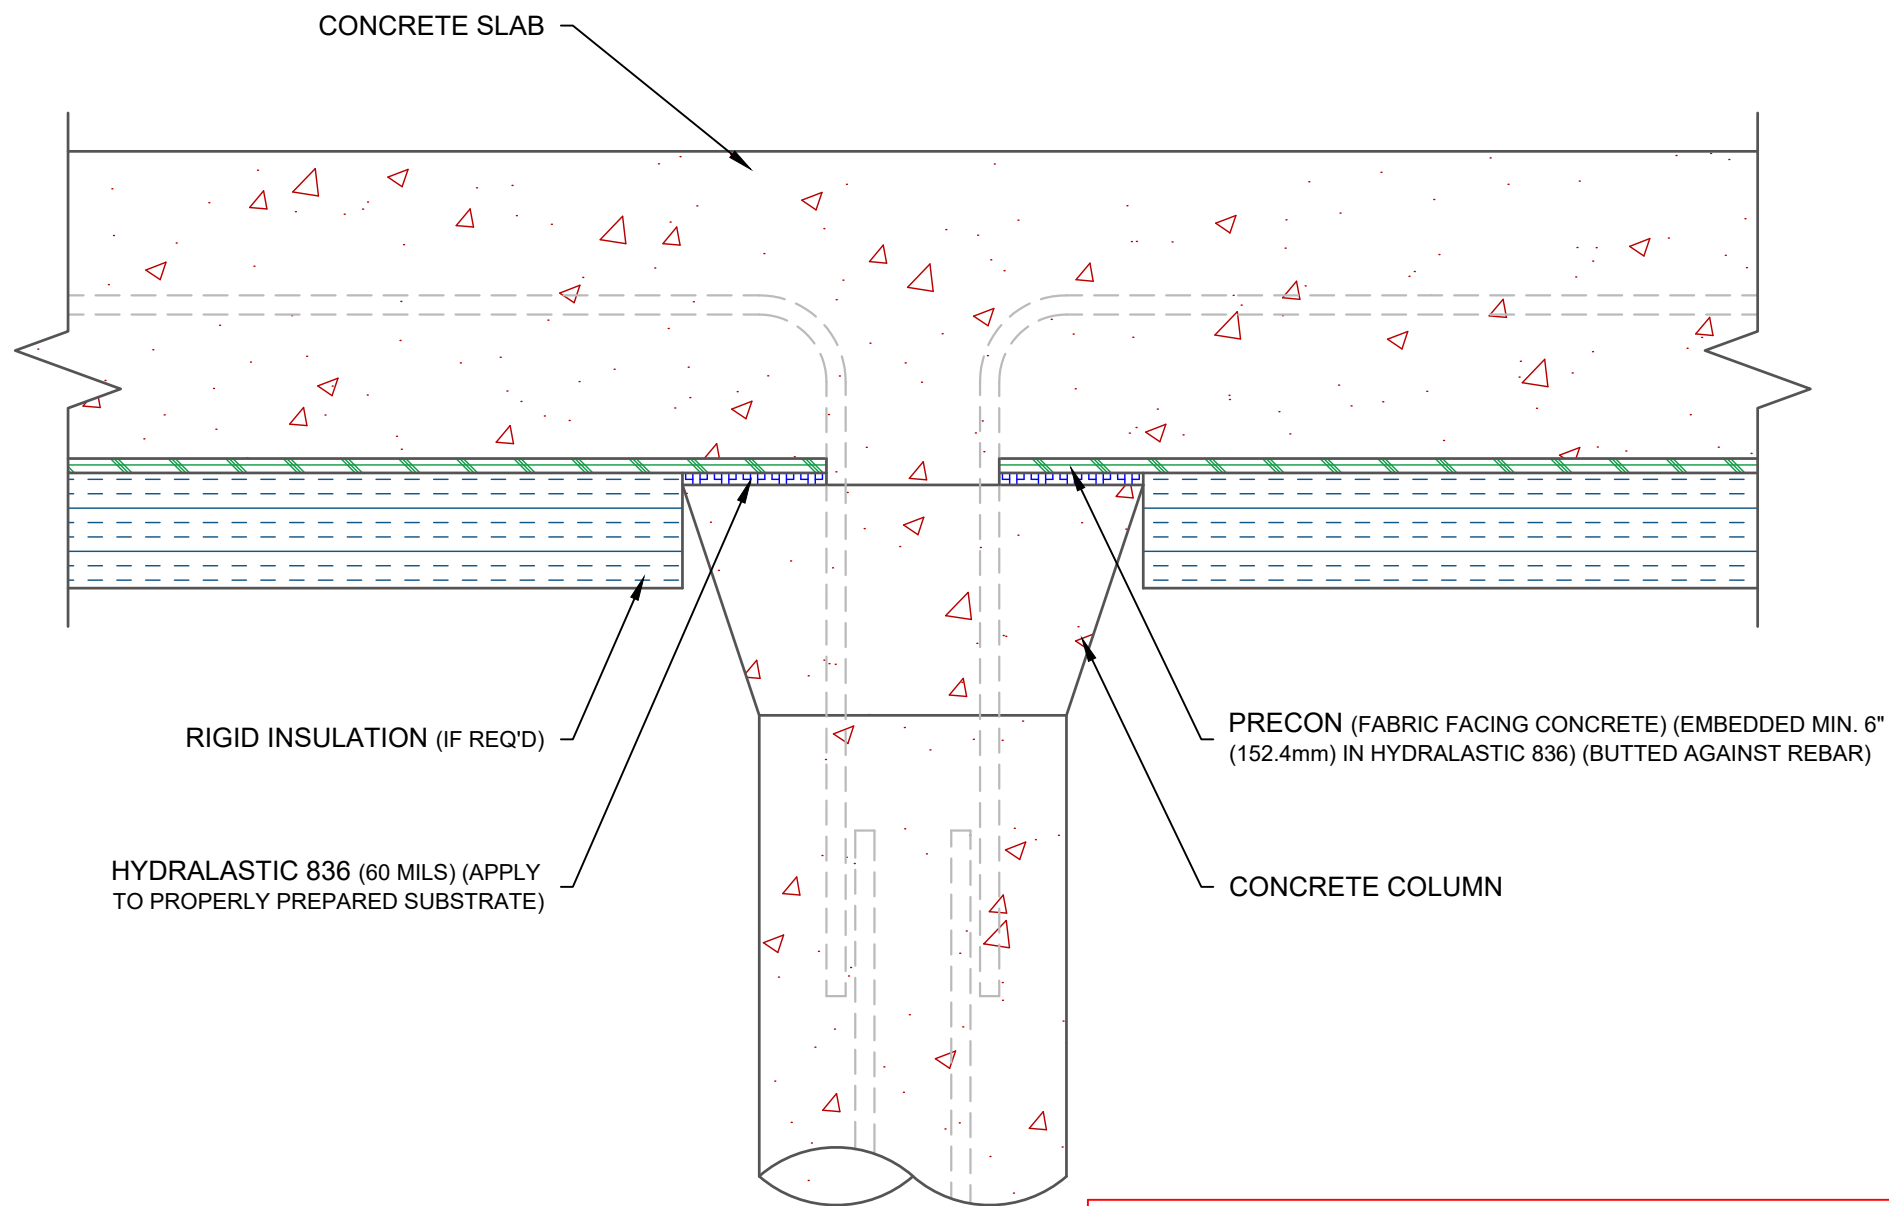 CONCRETE SLAB
RIGID INSULATION (IF REQ'D)
HYDRALASTIC 836 (60 MILS) (APPLY
TO PROPERLY PREPARED SUBSTRATE)
PRECON (FABRIC FACING CONCRETE) (EMBEDDED MIN. 6"
(152.4mm) IN HYDRALASTIC 836) (BUTTED AGAINST REBAR)
CONCRETE COLUMN